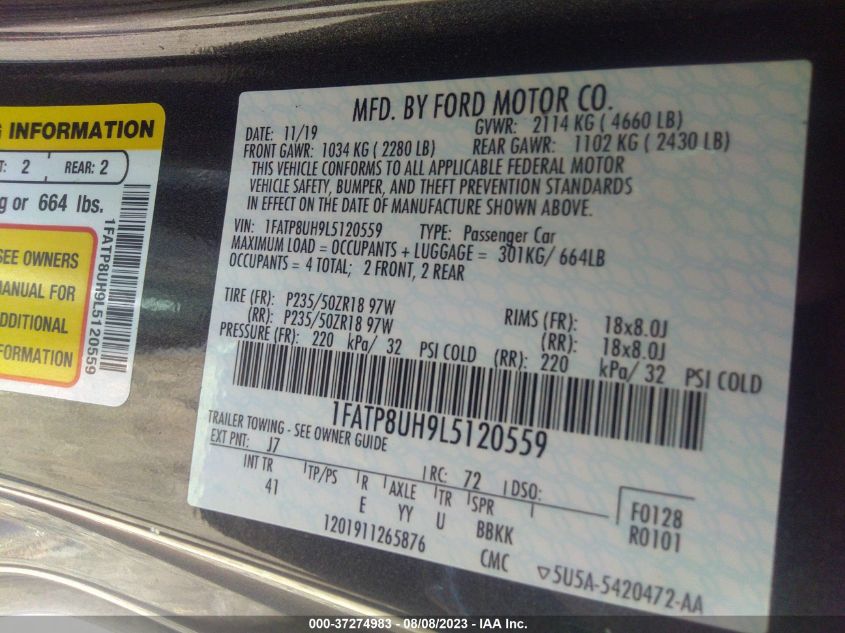 G INFORMATION
T: 2 REAR: 2
g or 664 lbs.
SEE OWNERS
MANUAL FOR
ADDITIONAL
INFORMATION
1FATP8UH9L5120559
MFD. BY FORD MOTOR CO.
DATE: 11/19 GVWR: 2114 KG ( 4660 LB)
FRONT GAWR: 1034 KG ( 2280 LB) REAR GAWR: 1102 KG ( 2430 LB)
THIS VEHICLE CONFORMS TO ALL APPLICABLE FEDERAL MOTOR
VEHICLE SAFETY, BUMPER, AND THEFT PREVENTION STANDARDS
IN EFFECT ON THE DATE OF MANUFACTURE SHOWN ABOVE.
VIN: 1FATP8UH9L5120559 TYPE: Passenger Car
MAXIMUM LOAD = OCCUPANTS + LUGGAGE = 301KG/ 664LB
OCCUPANTS = 4 TOTAL; 2 FRONT, 2 REAR
TIRE (FR): P235/50ZR18 97W RIMS (FR): 18x8.0J
(RR): P235/50ZR18 97W (RR): 18x8.0J
PRESSURE (FR): 220 kPa/ 32 PSI COLD (RR): 220 kPa/ 32 PSI COLD
1FATP8UH9L5120559
TRAILER TOWING - SEE OWNER GUIDE
EXT PNT: J7 RC: 72 DSO:
INT TR TP/PS R AXLE TR SPR
41 E YY U BBKK
F0128
R0101
1201911265876 CMC ▽5U5A-5420472-AA
000-37274983 - 08/08/2023 - IAA Inc.